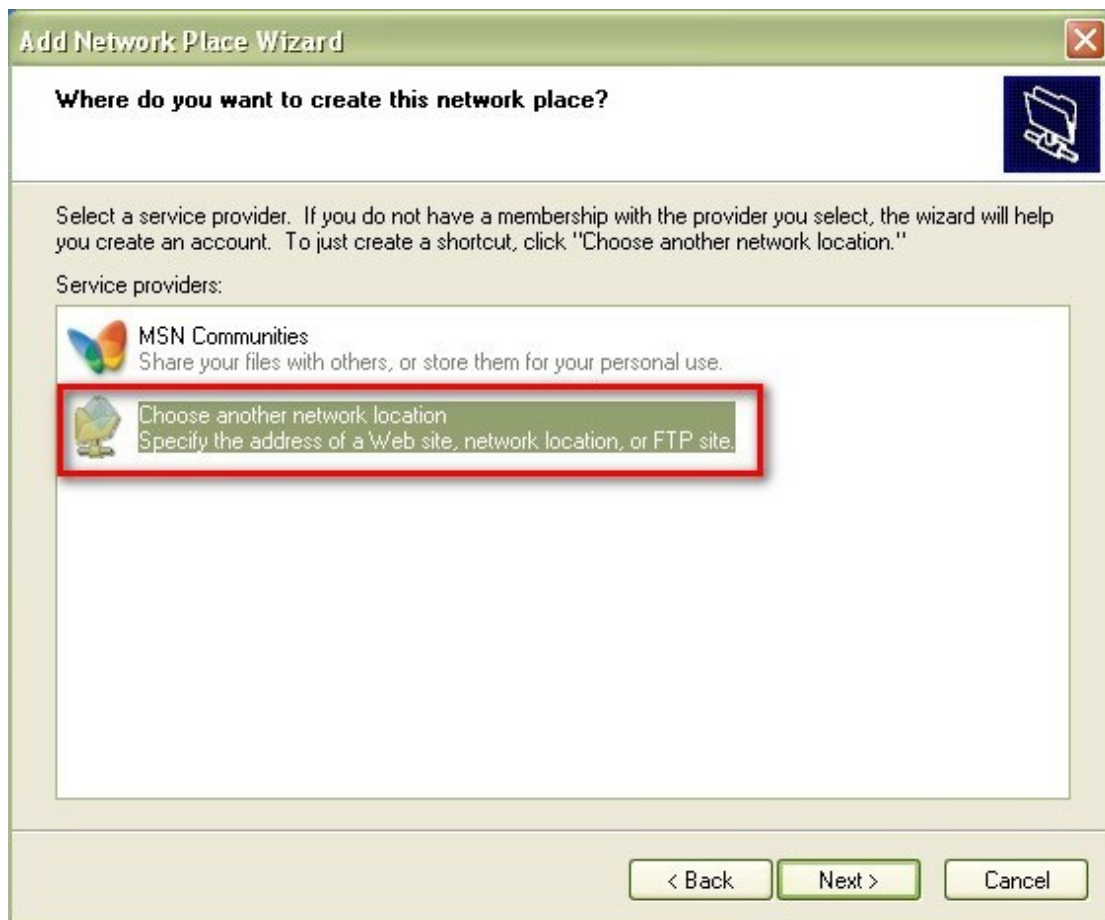 Add Network Place Wizard
Where do you want to create this network place?
Select a service provider. If you do not have a membership with the provider you select, the wizard will help
you create an account. To just create a shortcut, click "Choose another network location."
Service providers:
MSN Communities
Share your files with others, or store them for your personal use.
Choose another network location
Specify the address of a Web site, network location, or FTP site.
< Back
Next >
Cancel